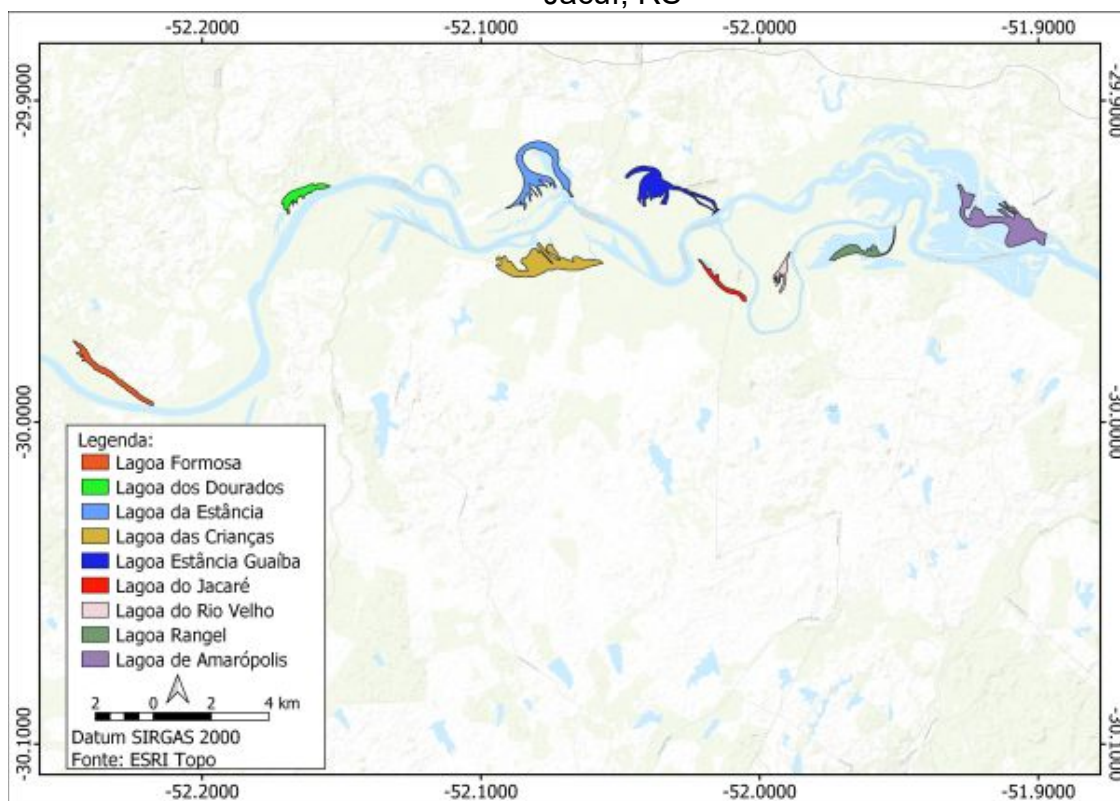 Jacuí, RS
-52.2000 -52.1000 -52.0000 -51.9000
-29.9000 -29.9000
-30.0000 -30.0000
Legenda:
Lagoa Formosa
Lagoa dos Dourados
Lagoa da Estância
Lagoa das Crianças
Lagoa Estância Guaíba
Lagoa do Jacaré
Lagoa do Rio Velho
Lagoa Rangel
Lagoa de Amarópolis
2 0 2 4 km
Datum SIRGAS 2000
Fonte: ESRI Topo
-30.1000 -30.1000
-52.2000 -52.1000 -52.0000 -51.9000